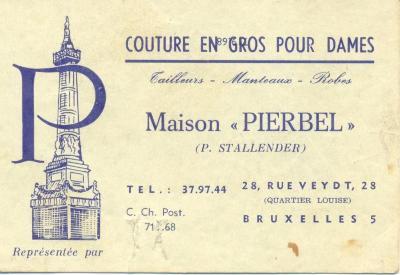 COUTURE EN GROS POUR DAMES
Tailleurs - Manteaux - Robes
P
Maison « PIERBEL »
(P. STALLENDER)
TEL.: 37.97.44
C. Ch. Post.
28, RUE VEYDT, 28
(QUARTIER LOUISE)
BRUXELLES 5
Représentée par